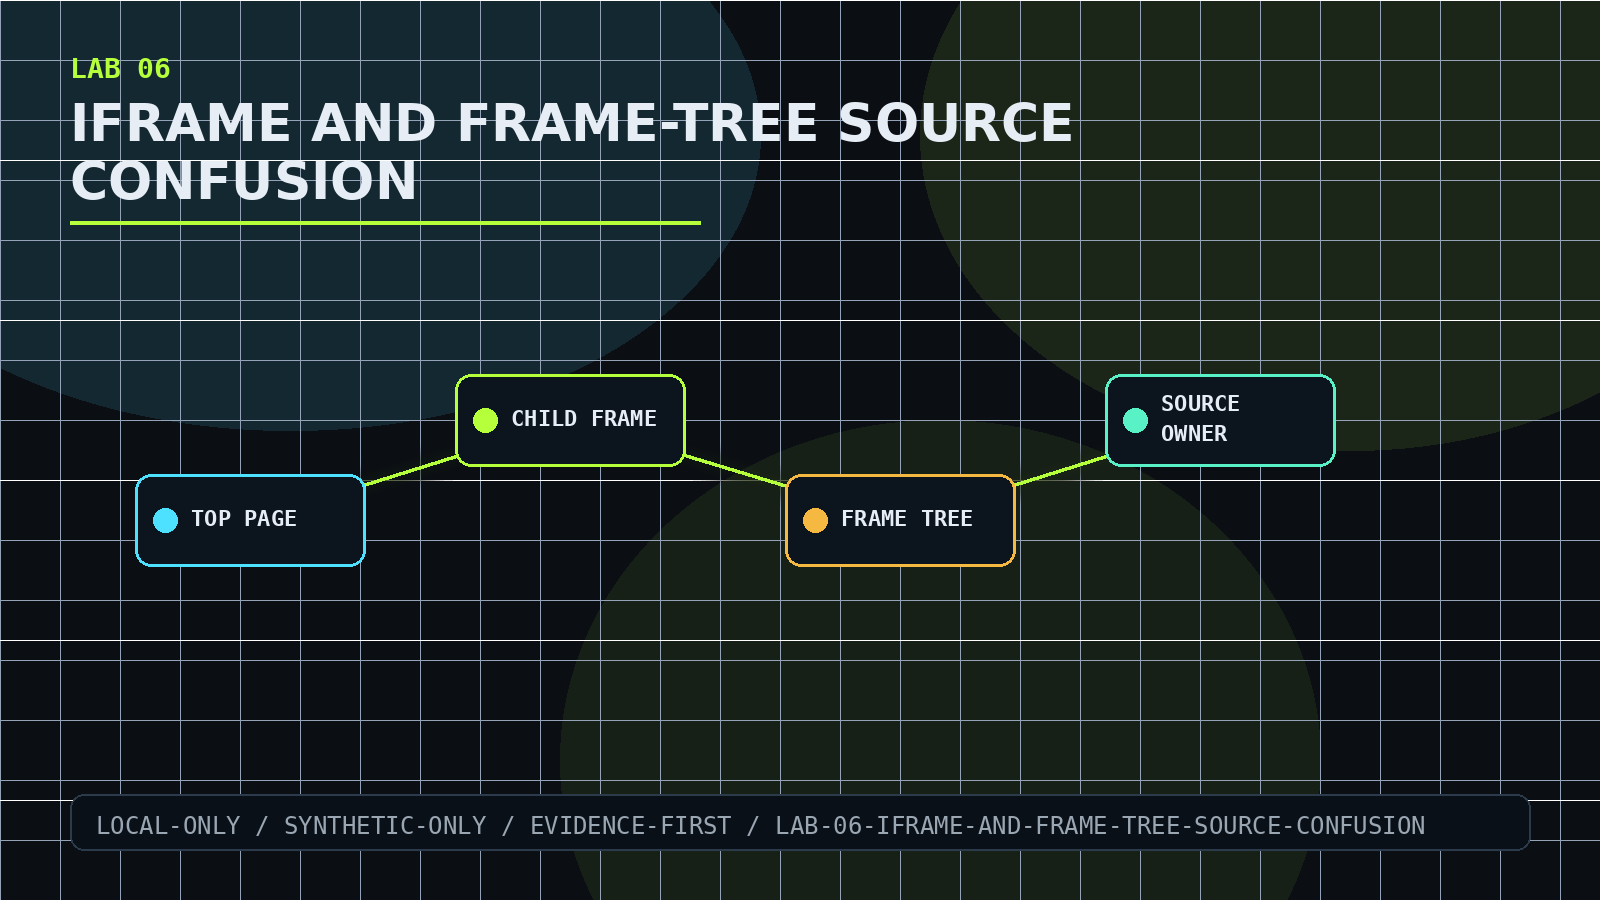 LAB 06
IFRAME AND FRAME-TREE SOURCE
CONFUSION
CHILD FRAME
SOURCE
OWNER
TOP PAGE
FRAME TREE
LOCAL-ONLY / SYNTHETIC-ONLY / EVIDENCE-FIRST / LAB-06-IFRAME-AND-FRAME-TREE-SOURCE-CONFUSION